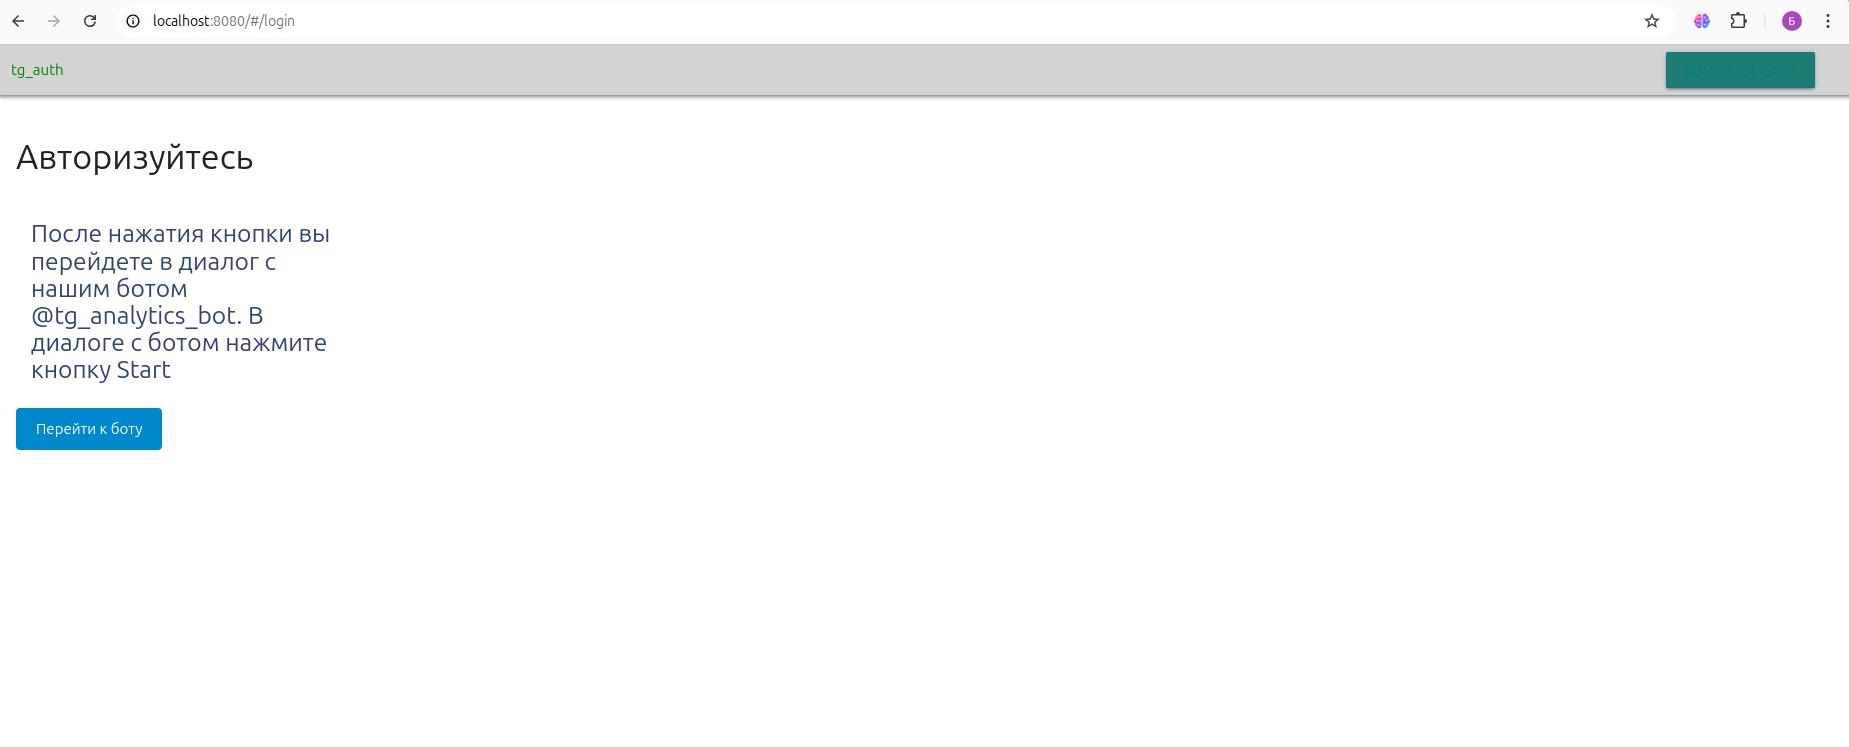 localhost:8080/#/login
Б
tg_auth
Авторизуйтесь
После нажатия кнопки вы
перейдете в диалог с
нашим ботом
@tg_analytics_bot. В
диалоге с ботом нажмите
кнопку Start
Перейти к боту